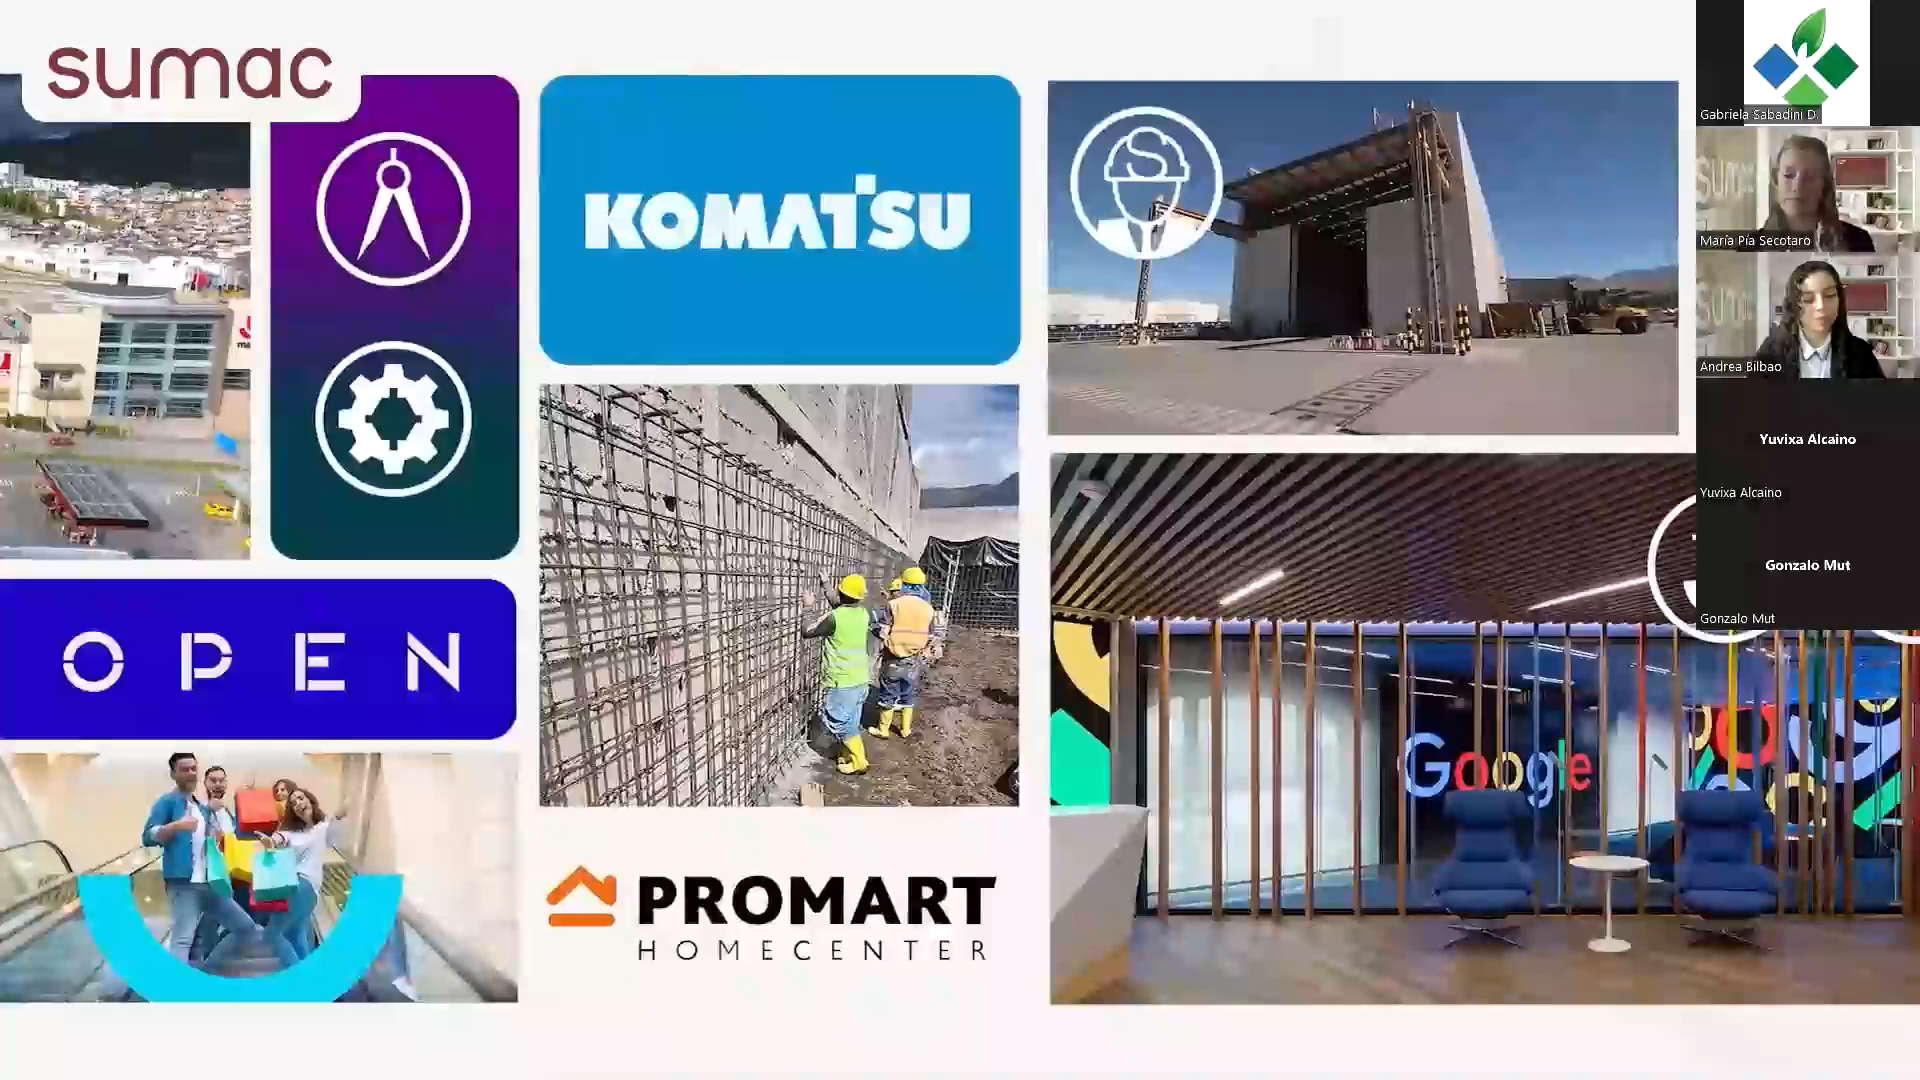 sumac
KOMATSU
OPEN
PROMART
HOMECENTER
Google
Gabriela Sabadini D.
María Pía Secotaro
Andrea Bilbao
Yuvixa Alcaino
Yuvixa Alcaino
Gonzalo Mut
Gonzalo Mut